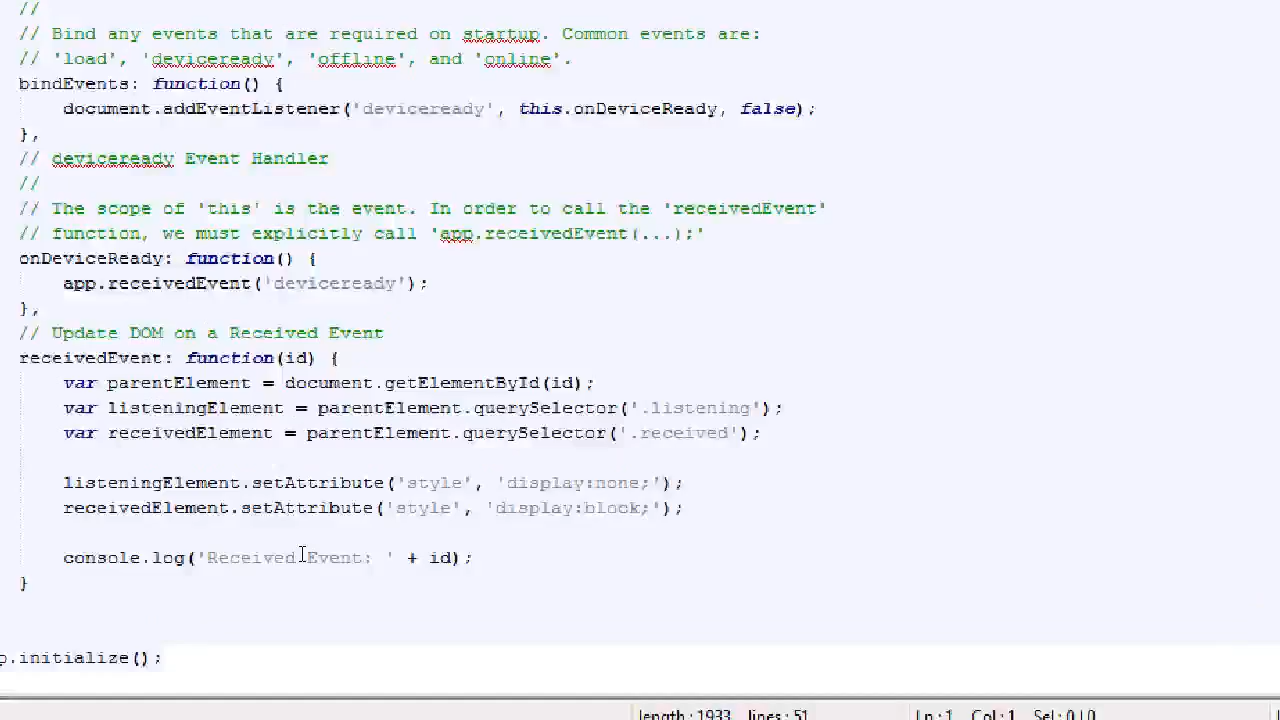 //
// Bind any events that are required on startup. Common events are:
// 'load', 'deviceready', 'offline', and 'online'.
bindEvents: function() {
document.addEventListener('deviceready', this.onDeviceReady, false);
},
// deviceready Event Handler
//
// The scope of 'this' is the event. In order to call the 'receivedEvent'
// function, we must explicitly call 'app.receivedEvent(...);'
onDeviceReady: function() {
app.receivedEvent('deviceready');
},
// Update DOM on a Received Event
receivedEvent: function(id) {
var parentElement = document.getElementById(id);
var listeningElement = parentElement.querySelector('.listening');
var receivedElement = parentElement.querySelector('.received');
listeningElement.setAttribute('style', 'display:none;');
receivedElement.setAttribute('style', 'display:block;');
console.log('Received Event: ' + id);
}
p.initialize();
length : 1933 lines : 51 Ln : 1 Col : 1 Sel : 0 | 0